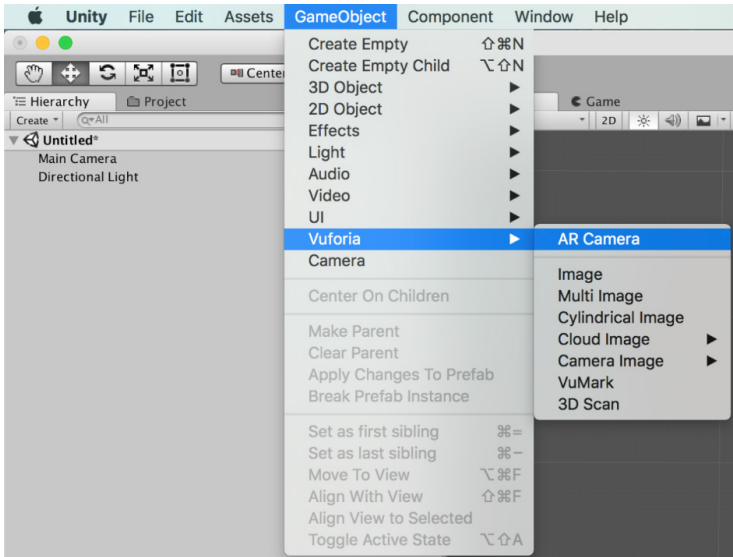 Unity File Edit Assets GameObject Component Window Help
Center
Hierarchy Project
Create All
Untitled*
Main Camera
Directional Light
Create Empty ⇧⌘N
Create Empty Child ⌥⇧N
3D Object
2D Object
Effects
Light
Audio
Video
UI
Vuforia
Camera
Center On Children
Make Parent
Clear Parent
Apply Changes To Prefab
Break Prefab Instance
Set as first sibling ⌘=
Set as last sibling ⌘-
Move To View ⌥⌘F
Align With View ⇧⌘F
Align View to Selected
Toggle Active State ⌥⇧A
Game
2D
AR Camera
Image
Multi Image
Cylindrical Image
Cloud Image
Camera Image
VuMark
3D Scan